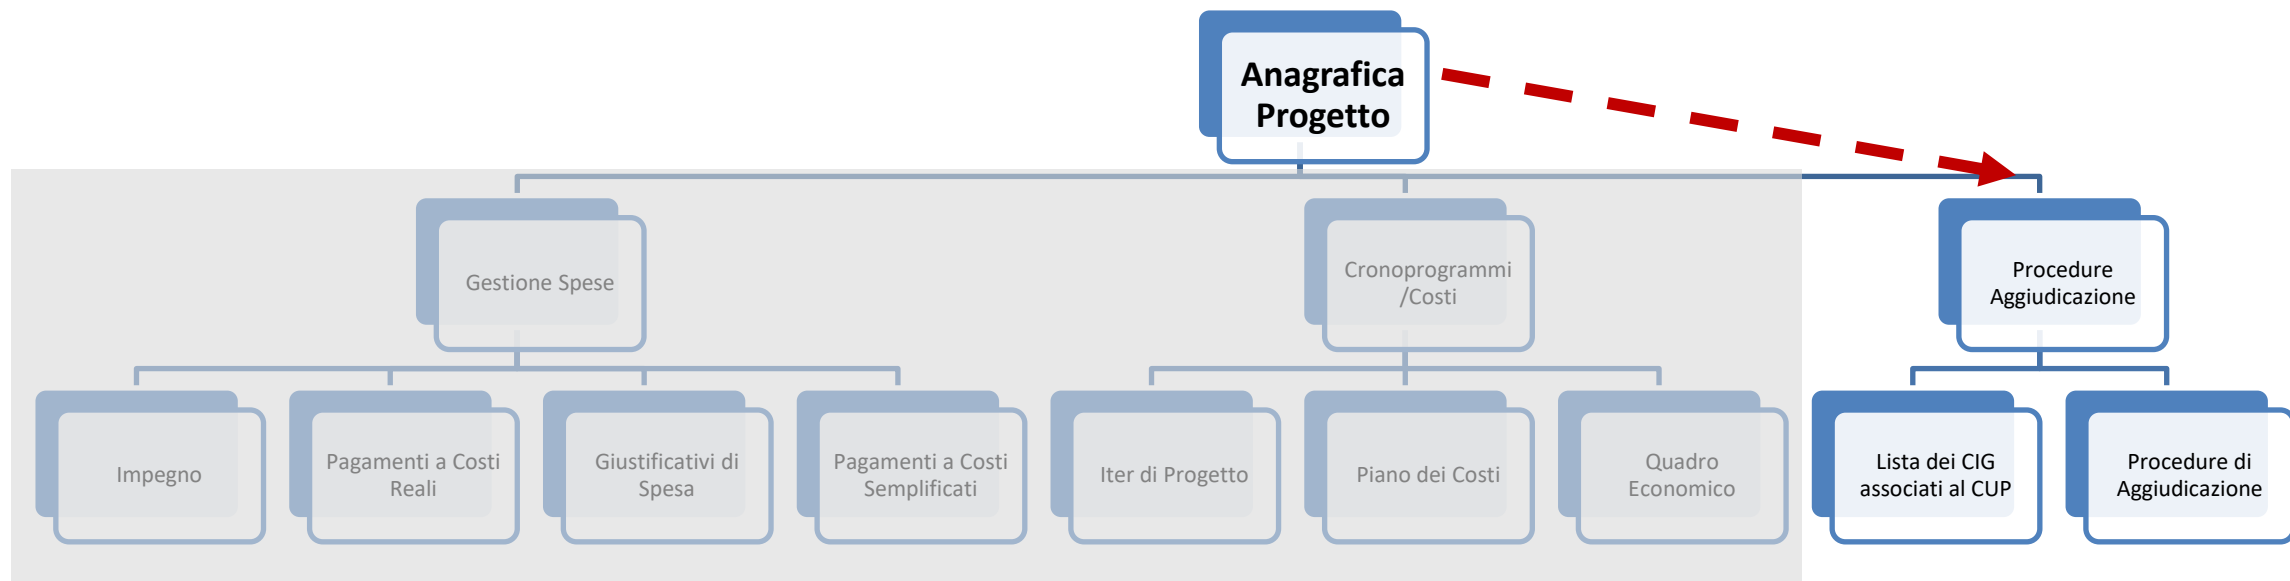 Anagrafica
Progetto
Gestione Spese
Cronoprogrammi
/Costi
Procedure
Aggiudicazione
Impegno
Pagamenti a Costi
Reali
Giustificativi di
Spesa
Pagamenti a Costi
Semplificati
Iter di Progetto
Piano dei Costi
Quadro
Economico
Lista dei CIG
associati al CUP
Procedure di
Aggiudicazione